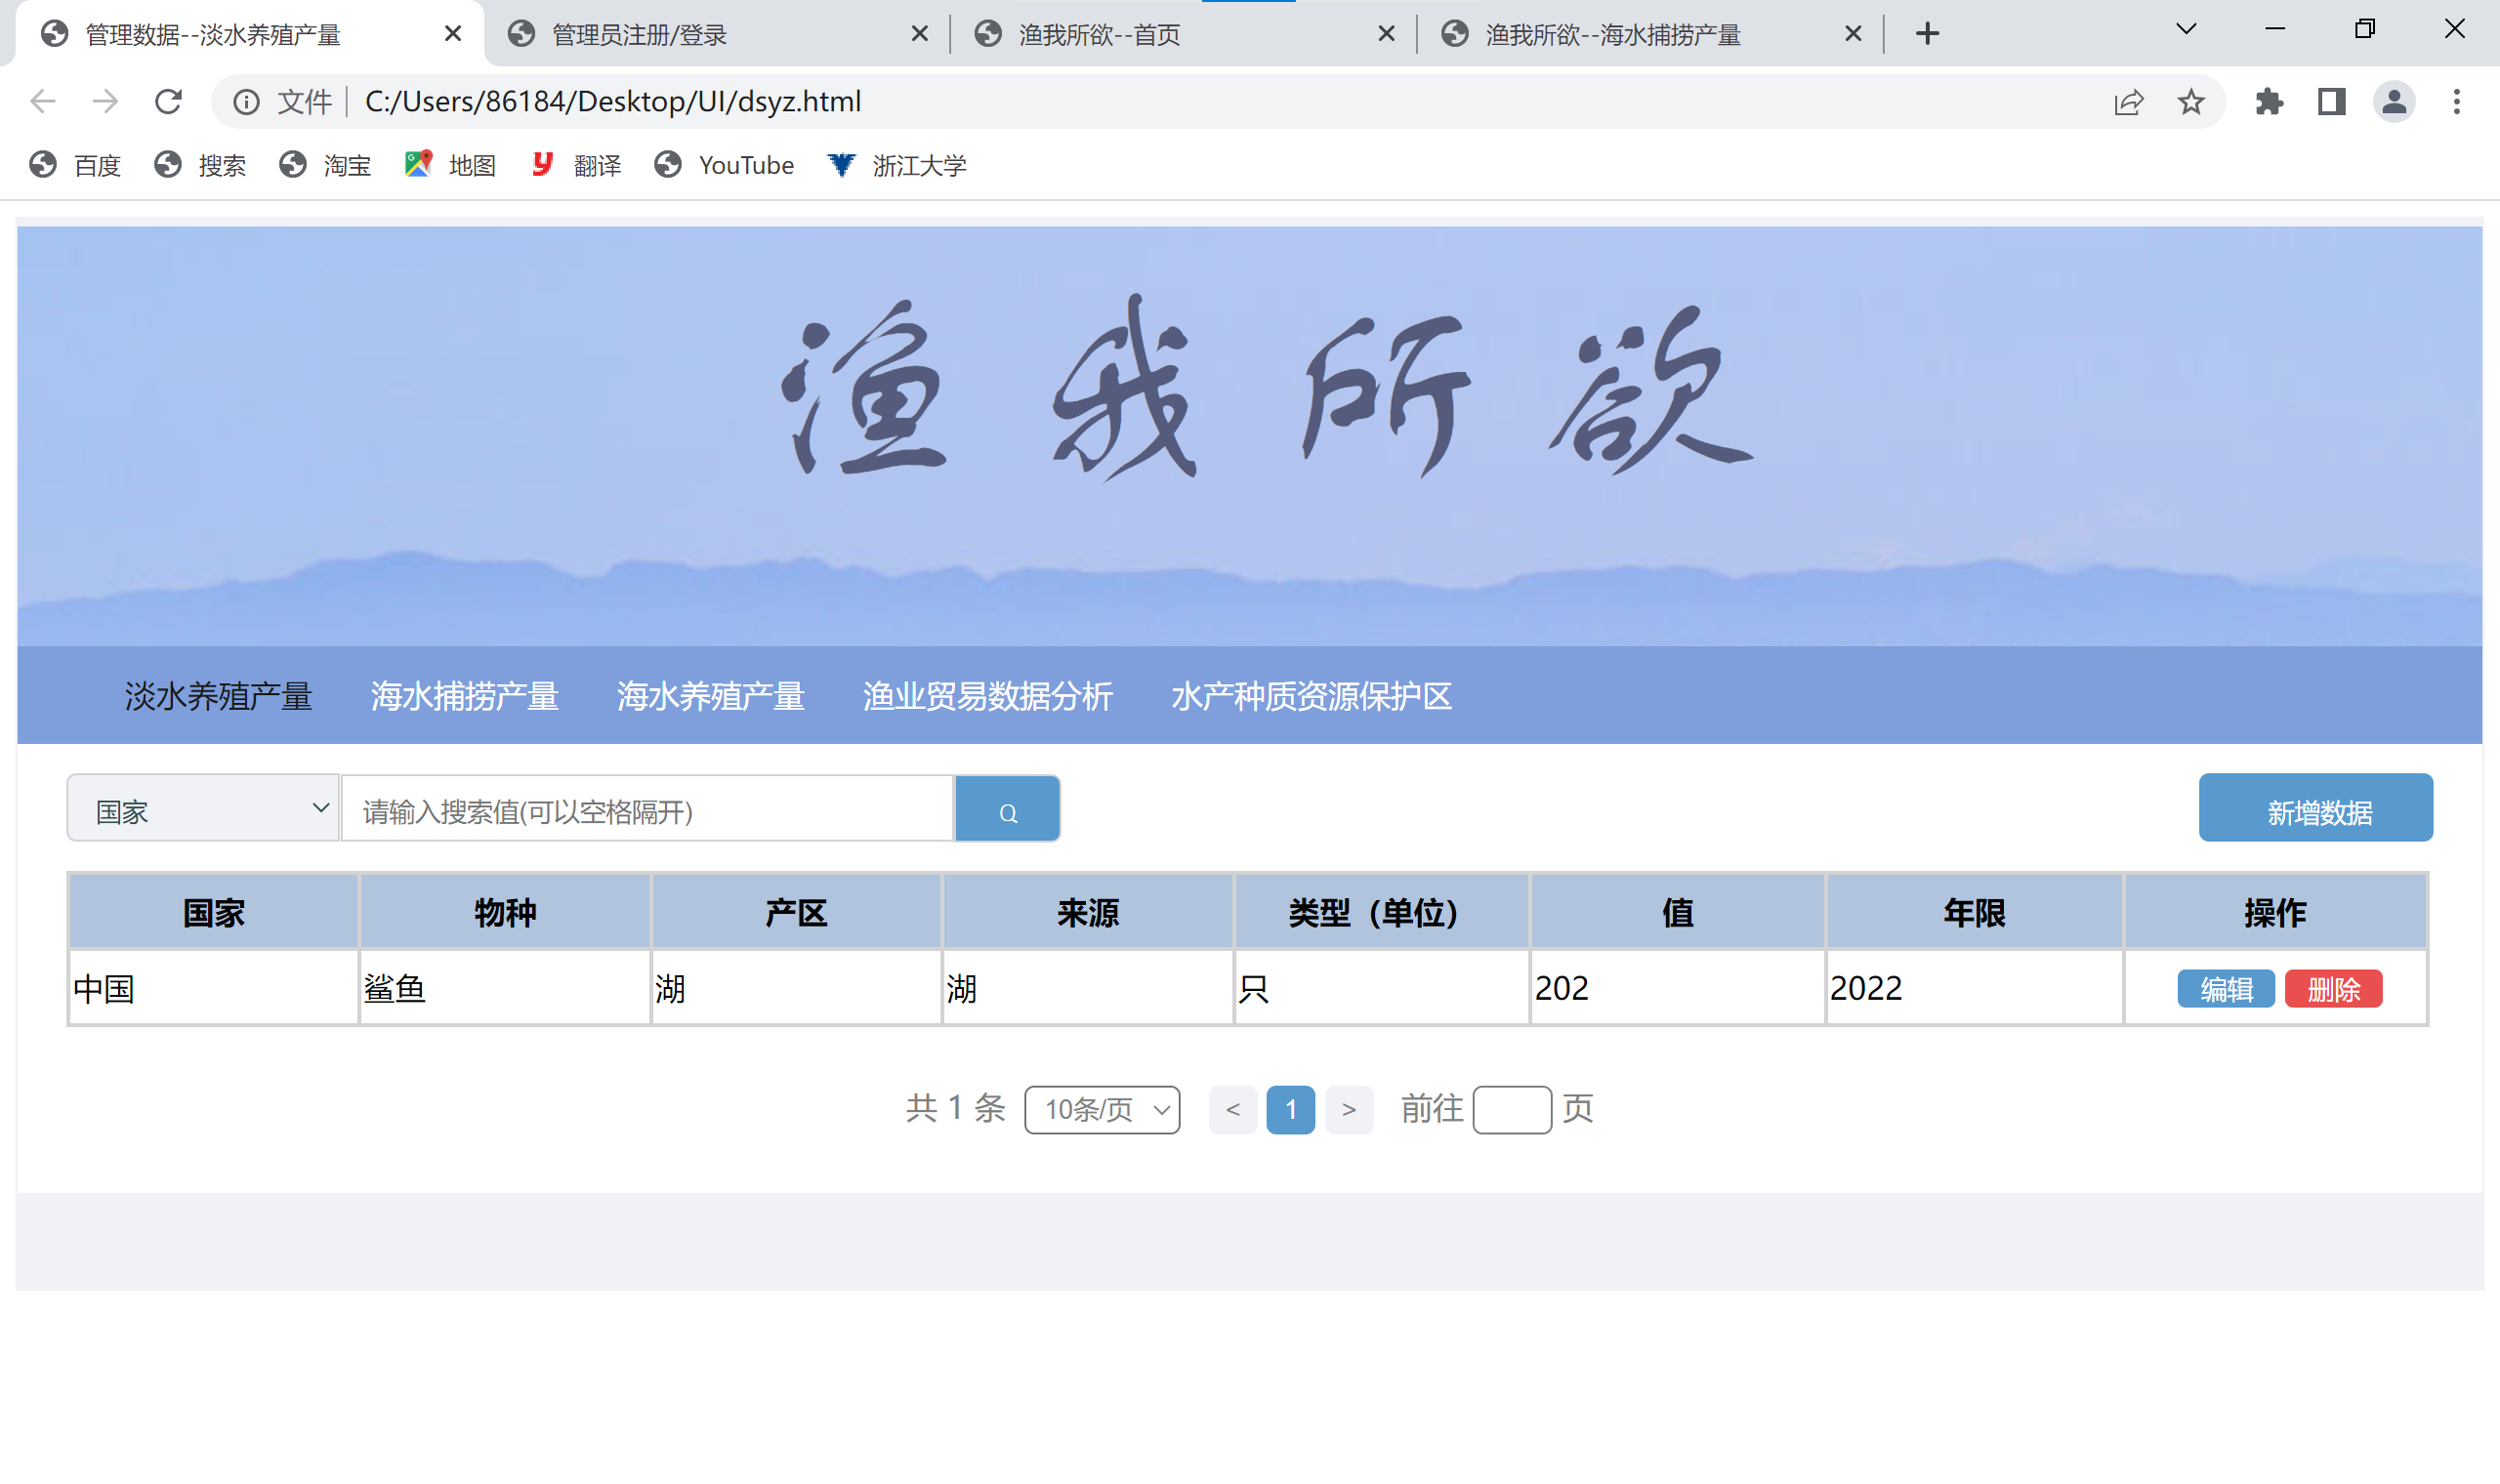 管理数据--淡水养殖产量 管理员注册/登录 渔我所欲--首页 渔我所欲--海水捕捞产量
文件 C:/Users/86184/Desktop/UI/dsyz.html
百度 搜索 淘宝 地图 翻译 YouTube 浙江大学
渔我所欲
淡水养殖产量 海水捕捞产量 海水养殖产量 渔业贸易数据分析 水产种质资源保护区
国家 请输入搜索值(可以空格隔开) 新增数据
国家 物种 产区 来源 类型（单位） 值 年限 操作
中国 鲨鱼 湖 湖 只 202 2022 编辑 删除
共 1 条 10条/页 < 1 > 前往 页